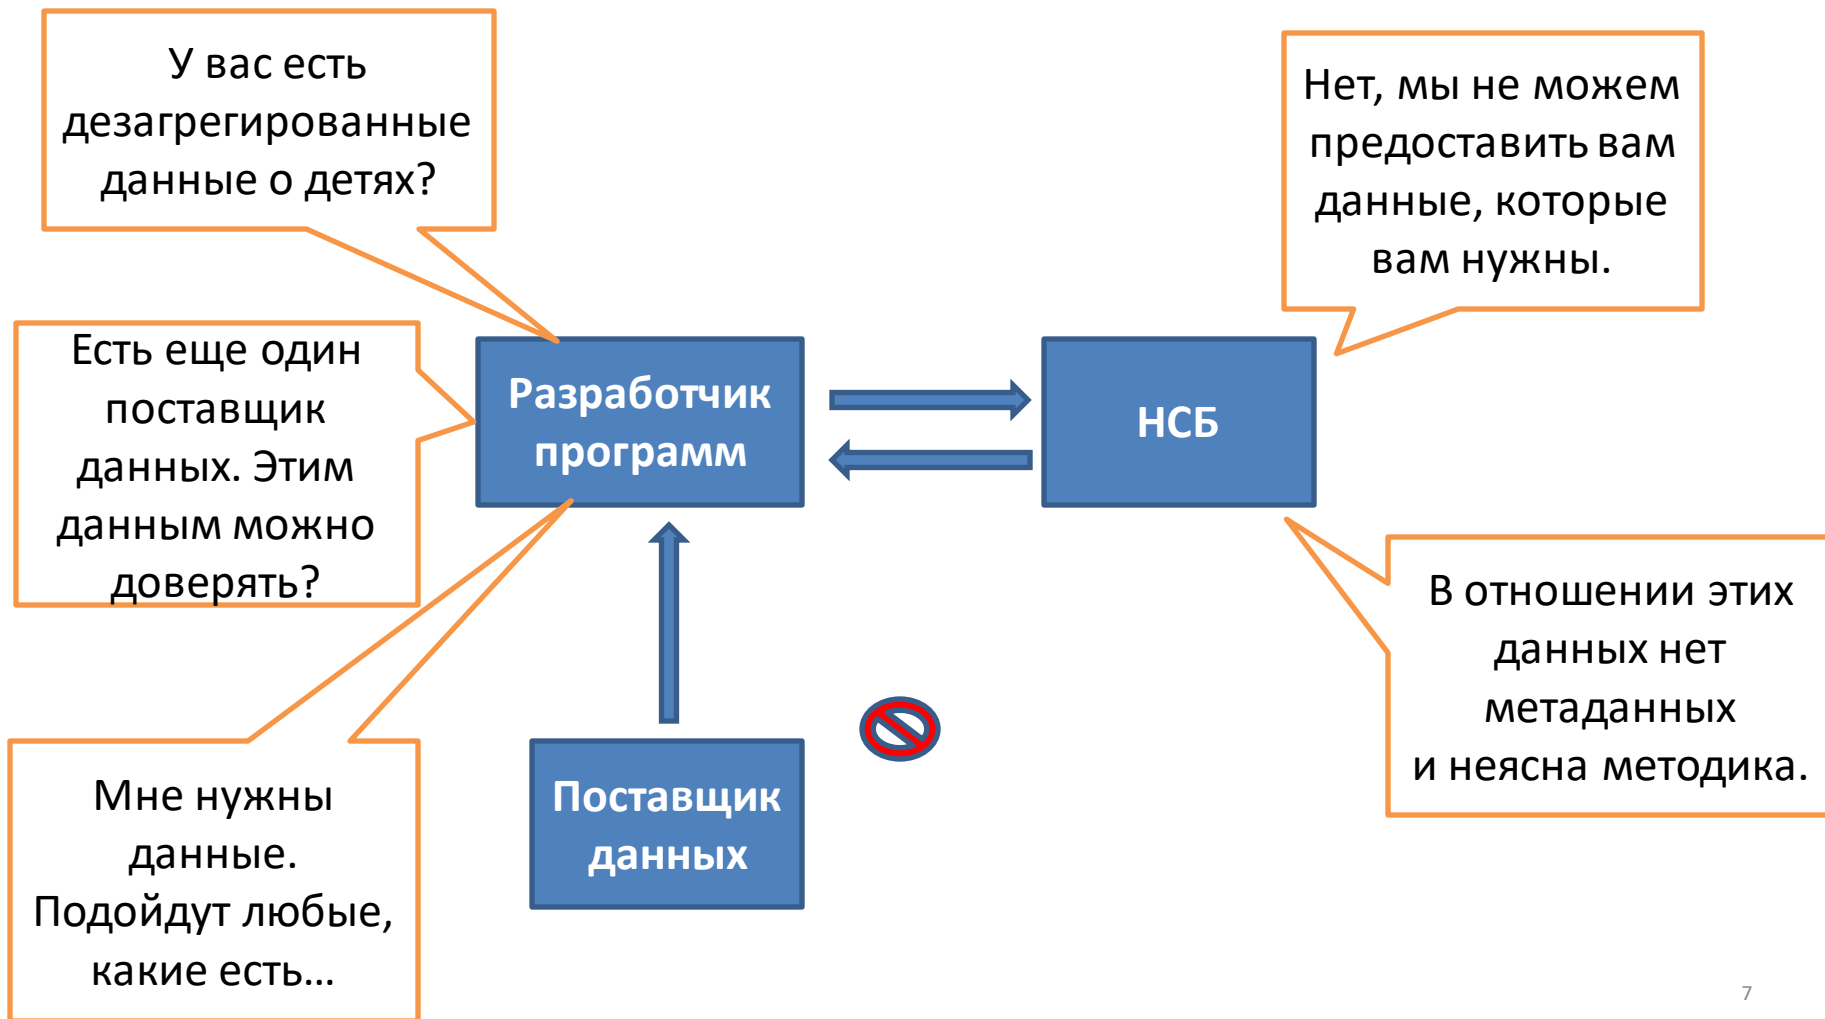 У вас есть
дезагрегированные
данные о детях?
Нет, мы не можем
предоставить вам
данные, которые
вам нужны.
Есть еще один
поставщик
данных. Этим
данным можно
доверять?
Разработчик
программ
НСБ
В отношении этих
данных нет
метаданных
и неясна методика.
Мне нужны
данные.
Подойдут любые,
какие есть…
Поставщик
данных
7